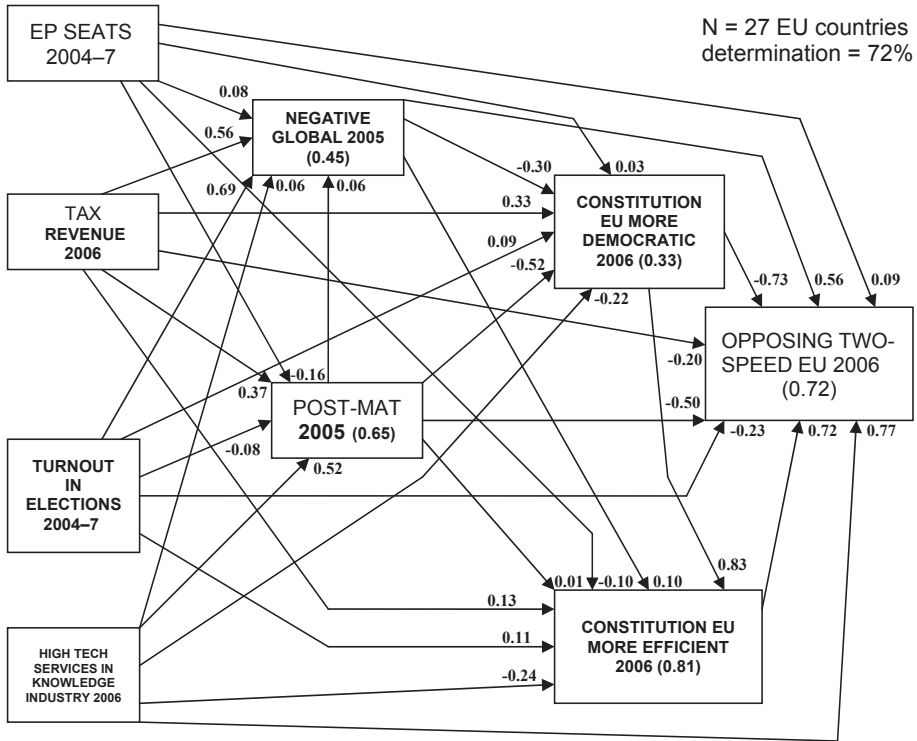 EP SEATS
2004–7
N = 27 EU countries
determination = 72%
0.08
NEGATIVE
GLOBAL 2005
(0.45)
0.56
0.69
0.06
0.06
-0.30
0.03
TAX
REVENUE
2006
0.33
CONSTITUTION
EU MORE
DEMOCRATIC
2006 (0.33)
0.09
-0.52
-0.22
-0.73
0.56
0.09
OPPOSING TWO-
SPEED EU 2006
(0.72)
-0.20
-0.16
0.37
POST-MAT
2005 (0.65)
-0.50
-0.08
0.52
-0.23
0.72
0.77
TURNOUT
IN
ELECTIONS
2004–7
0.83
0.01
-0.10
0.10
0.13
CONSTITUTION EU
MORE EFFICIENT
2006 (0.81)
0.11
HIGH TECH
SERVICES IN
KNOWLEDGE
INDUSTRY 2006
-0.24